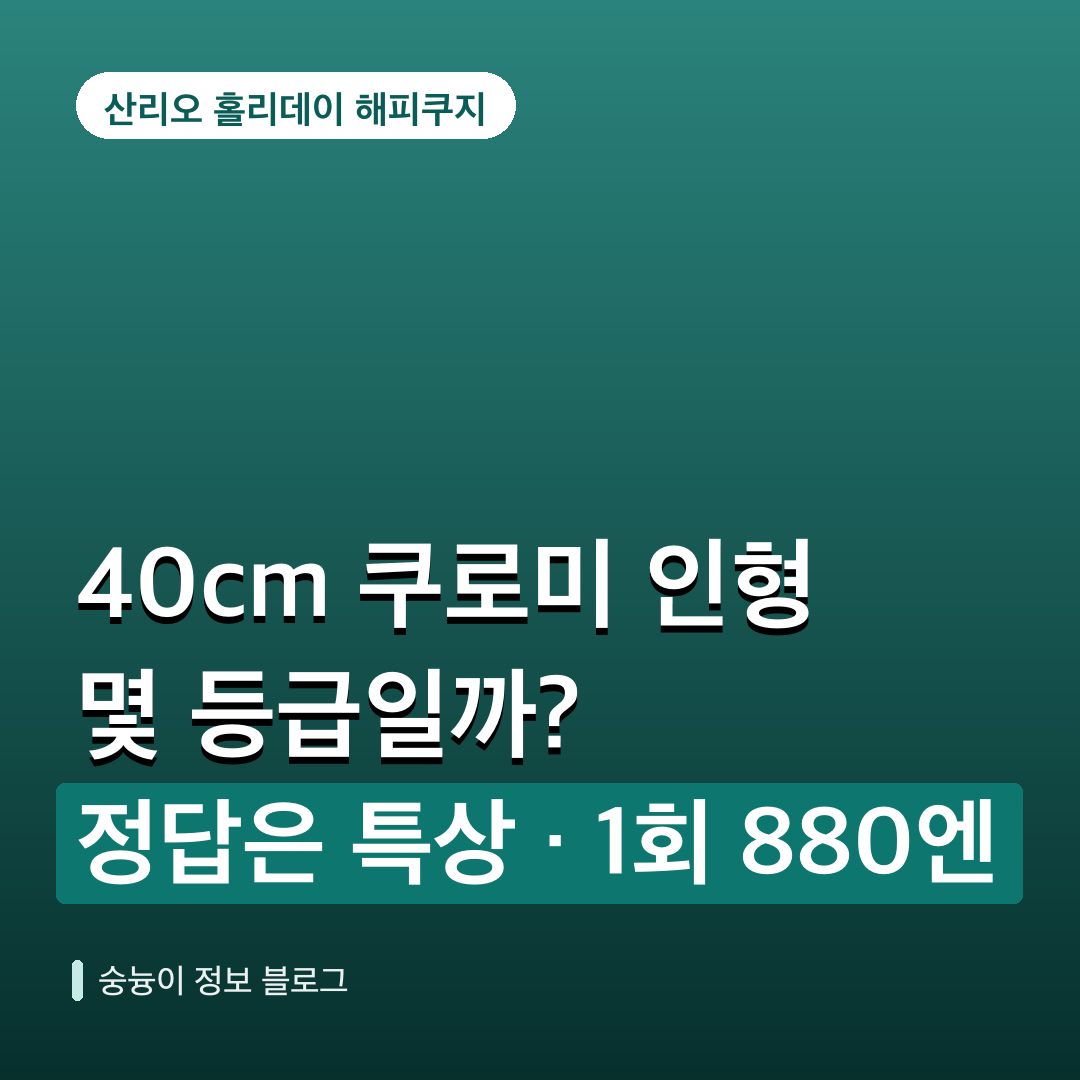 산리오 홀리데이 해피쿠지
40cm 쿠로미 인형
몇 등급일까?
정답은 특상 · 1회 880엔
숭늉이 정보 블로그